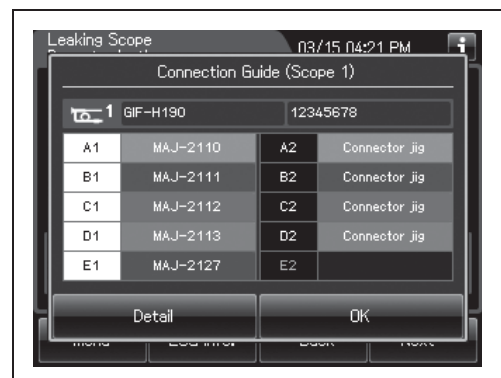 Leaking Scope
03/15 04:21 PM
Connection Guide (Scope 1)
1 GIF-H190 12345678
A1 MAJ-2110 A2 Connector jig
B1 MAJ-2111 B2 Connector jig
C1 MAJ-2112 C2 Connector jig
D1 MAJ-2113 D2 Connector jig
E1 MAJ-2127 E2
Detail OK